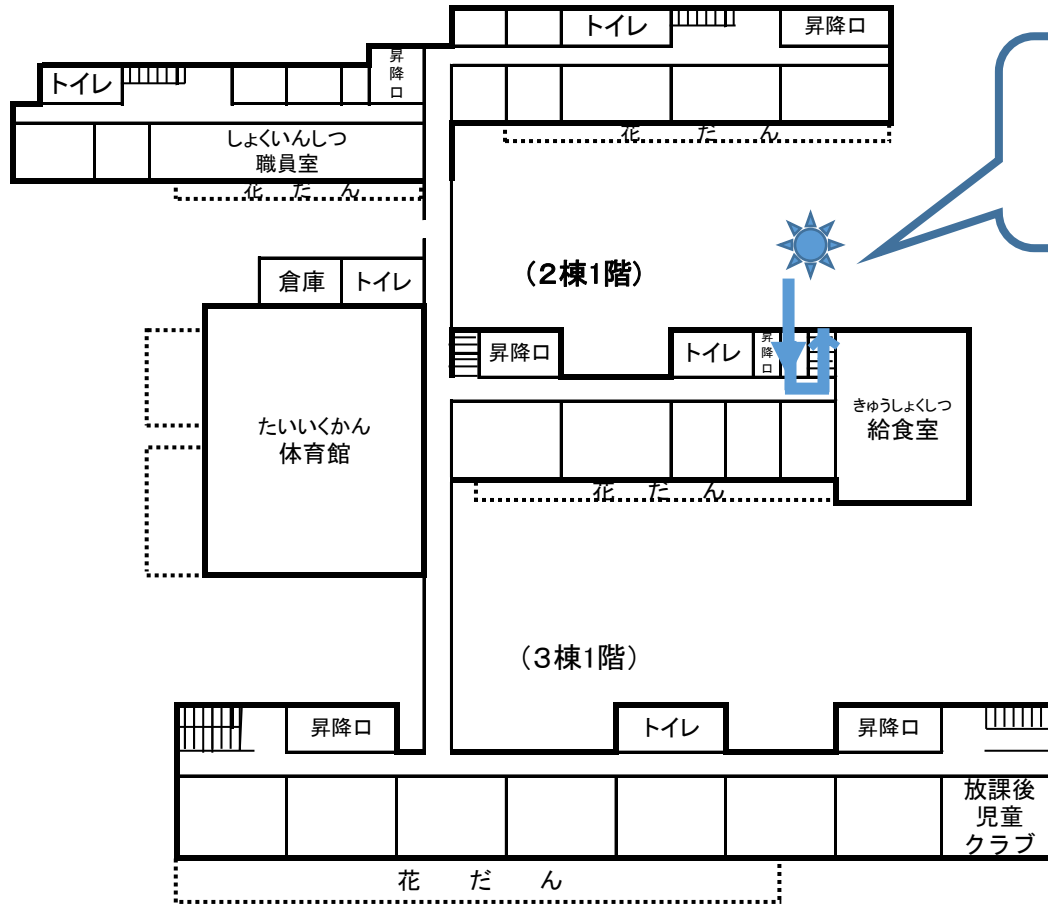 トイレ
昇降口
昇降口
トイレ
花 だ ん
しょくいんしつ
職員室
花 だ ん
(2棟1階)
倉庫
トイレ
昇降口
トイレ
昇降口
きゅうしょくしつ
給食室
たいいくかん
体育館
花 だ ん
(3棟1階)
昇降口
トイレ
昇降口
放課後
児童
クラブ
花 だ ん